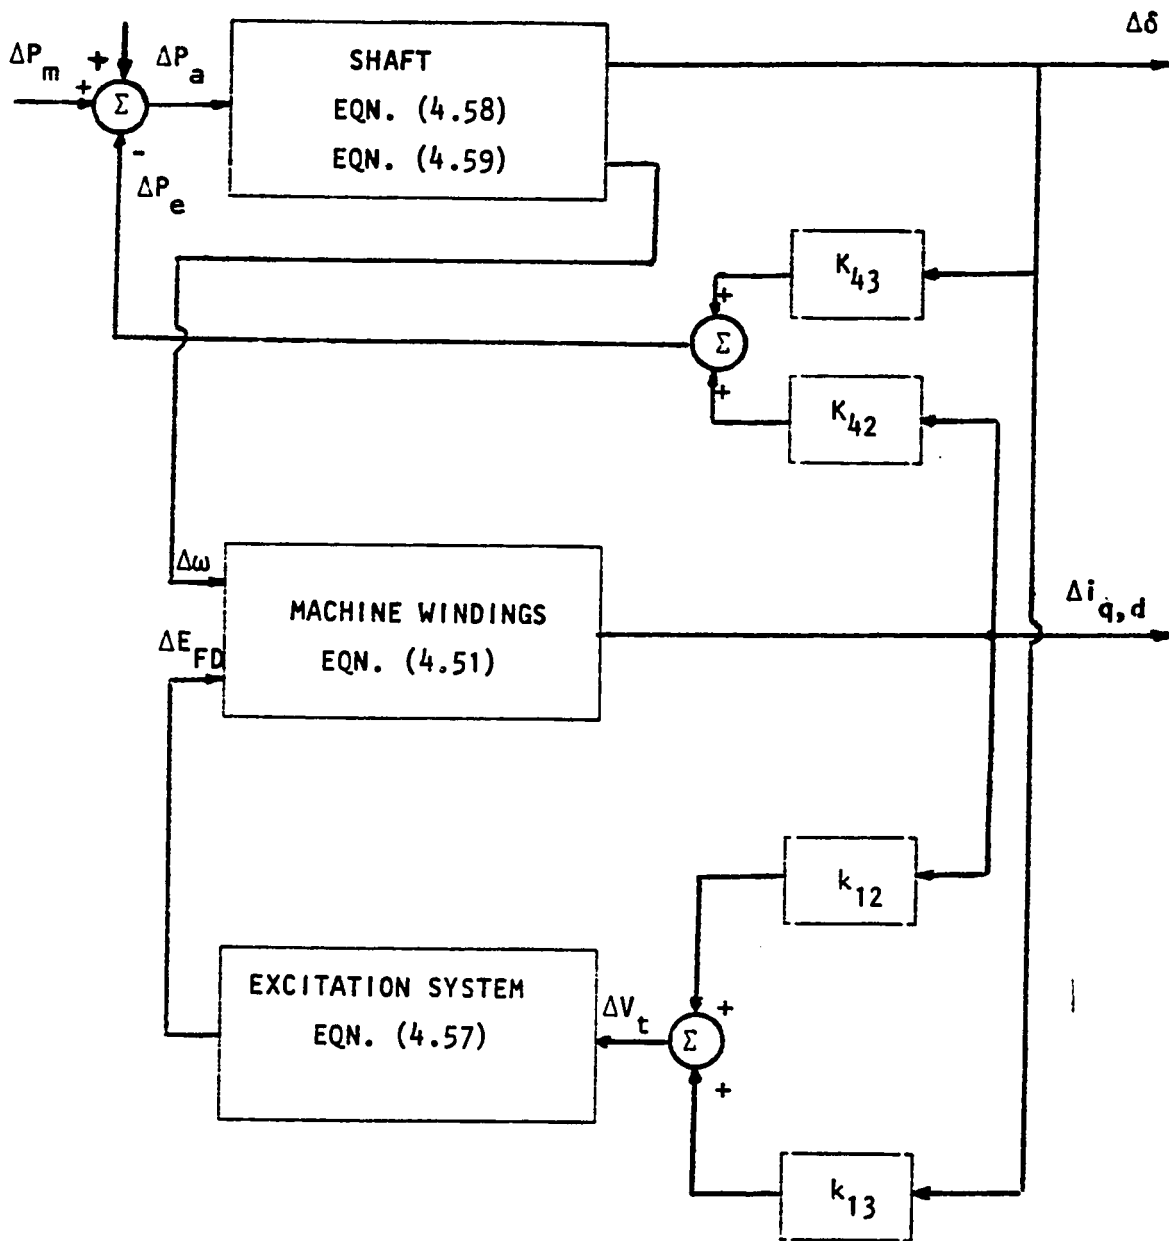 Δδ
ΔP_m
+
+
ΔP_a
Σ
-
ΔP_e
SHAFT
EQN. (4.58)
EQN. (4.59)
K_43
+
Σ
+
K_42
Δω
ΔE_FD
MACHINE WINDINGS
EQN. (4.51)
Δi_q,d
k_12
EXCITATION SYSTEM
EQN. (4.57)
ΔV_t
+
Σ
+
k_13